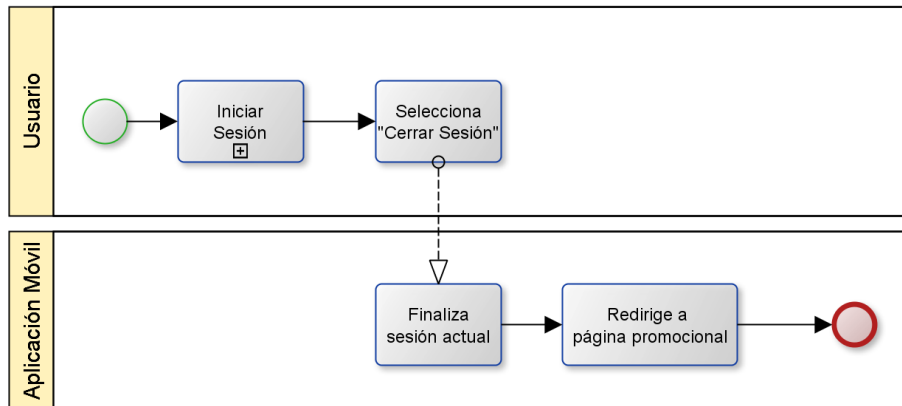 Usuario
Iniciar
Sesión
Selecciona
"Cerrar Sesión"
Aplicación Móvil
Finaliza
sesión actual
Redirige a
página promocional